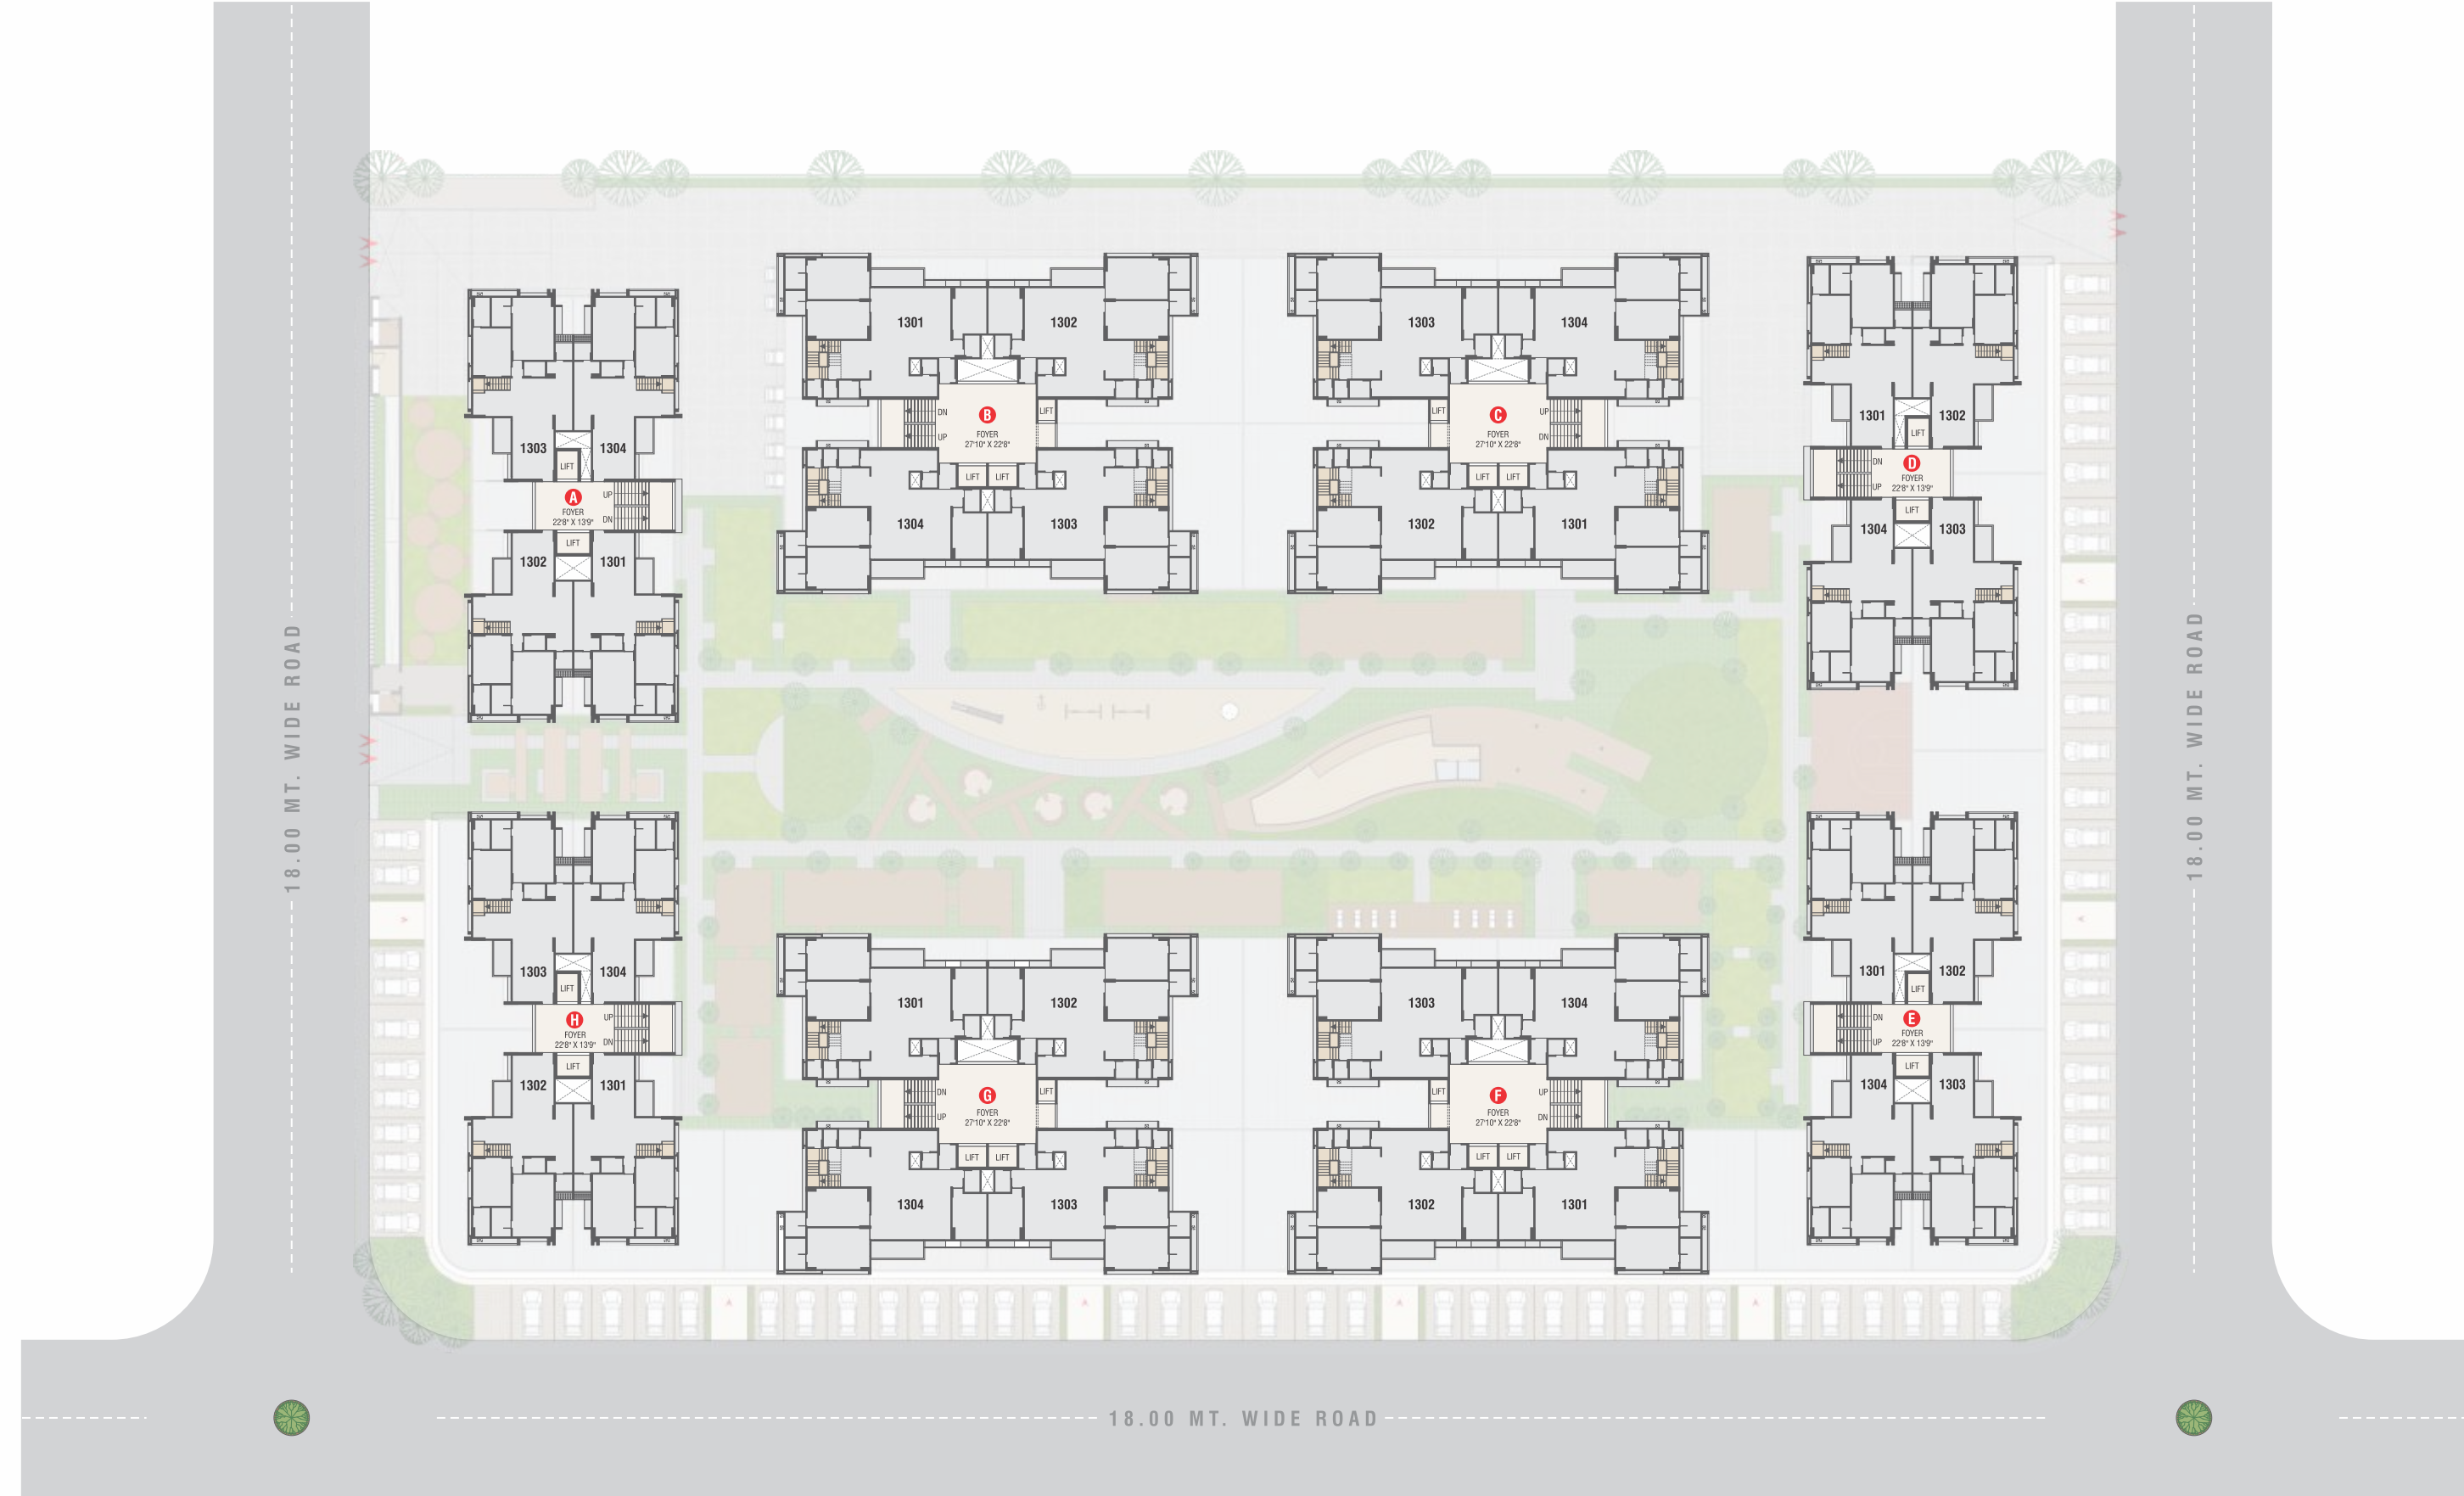 1301
1302
1304
1303
DN
UP
LIFT
B
FOYER
27'10" X 22'8"
LIFT
LIFT
1303
1304
1302
1301
LIFT
UP
DN
C
FOYER
27'10" X 22'8"
LIFT
LIFT
1303
1304
LIFT
A
UP
FOYER
22'8" X 13'9"
DN
LIFT
1302
1301
1301
1302
LIFT
DN
D
FOYER
UP
22'8" X 13'9"
LIFT
1304
1303
18.00 MT. WIDE ROAD
18.00 MT. WIDE ROAD
1303
1304
LIFT
H
UP
FOYER
22'8" X 13'9"
DN
LIFT
1302
1301
1301
1302
DN
UP
LIFT
G
FOYER
27'10" X 22'8"
LIFT
LIFT
1304
1303
1303
1304
LIFT
UP
DN
F
FOYER
27'10" X 22'8"
LIFT
LIFT
1302
1301
1301
1302
LIFT
DN
E
FOYER
UP
22'8" X 13'9"
LIFT
1304
1303
18.00 MT. WIDE ROAD